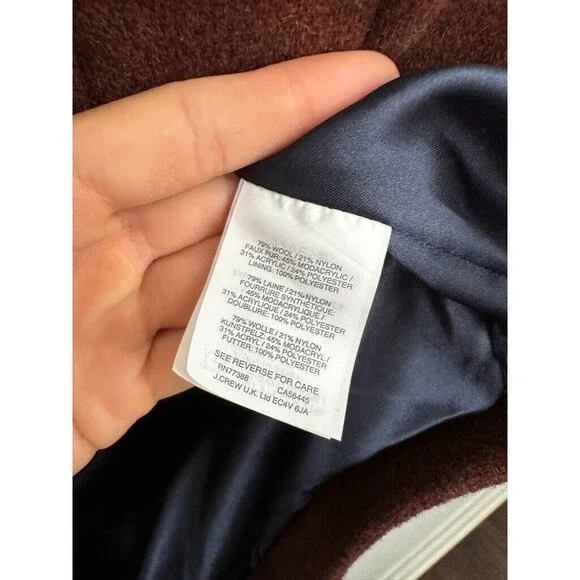 79% WOOL / 21% NYLON
FAUX FUR: 45% MODACRYLIC /
31% ACRYLIC / 24% POLYESTER
LINING: 100% POLYESTER
79% LAINE / 21% NYLON
FOURRURE SYNTHÉTIQUE:
45% MODACRYLIQUE /
31% ACRYLIQUE / 24% POLYESTER
DOUBLURE: 100% POLYESTER
79% WOLLE / 21% NYLON
KUNSTPELZ: 45% MODACRYL /
31% ACRYL / 24% POLYESTER
FUTTER: 100% POLYESTER
SEE REVERSE FOR CARE
RN77388 CA56445
J.CREW U.K. Ltd EC4V 6JA